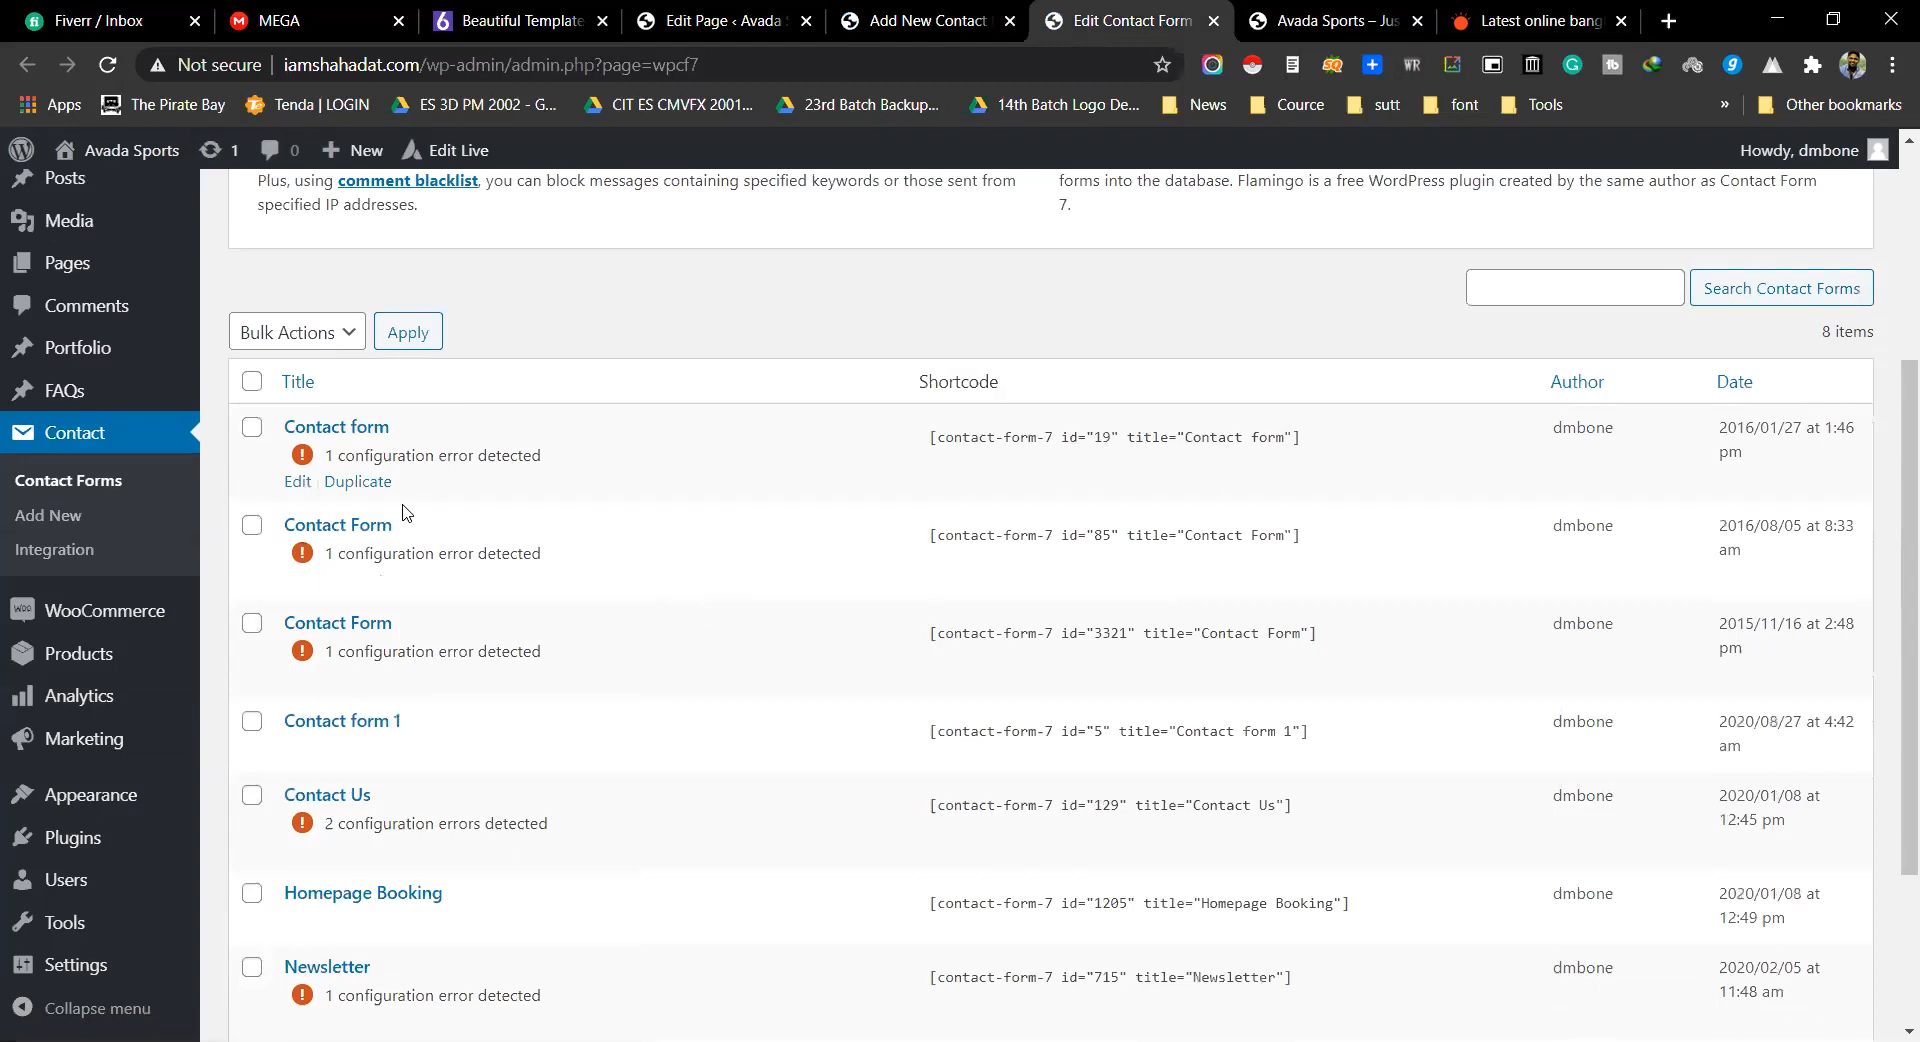 Fiverr / Inbox
MEGA
Beautiful Template
Edit Page ‹ Avada
Add New Contact
Edit Contact Form
Avada Sports – Jus
Latest online bang
Not secure
iamshahadat.com/wp-admin/admin.php?page=wpcf7
Apps
The Pirate Bay
Tenda | LOGIN
ES 3D PM 2002 - G...
CIT ES CMVFX 2001...
23rd Batch Backup...
14th Batch Logo De...
News
Cource
sutt
font
Tools
»
Other bookmarks
Avada Sports
1
0
New
Edit Live
Howdy, dmbone
Posts
Media
Pages
Comments
Portfolio
FAQs
Contact
Contact Forms
Add New
Integration
WooCommerce
Products
Analytics
Marketing
Appearance
Plugins
Users
Tools
Settings
Collapse menu
Plus, using comment blacklist, you can block messages containing specified keywords or those sent from
specified IP addresses.
forms into the database. Flamingo is a free WordPress plugin created by the same author as Contact Form
7.
Search Contact Forms
Bulk Actions
Apply
8 items
Title
Shortcode
Author
Date
Contact form
1 configuration error detected
Edit | Duplicate
[contact-form-7 id="19" title="Contact form"]
dmbone
2016/01/27 at 1:46
pm
Contact Form
1 configuration error detected
[contact-form-7 id="85" title="Contact Form"]
dmbone
2016/08/05 at 8:33
am
Contact Form
1 configuration error detected
[contact-form-7 id="3321" title="Contact Form"]
dmbone
2015/11/16 at 2:48
pm
Contact form 1
[contact-form-7 id="5" title="Contact form 1"]
dmbone
2020/08/27 at 4:42
am
Contact Us
2 configuration errors detected
[contact-form-7 id="129" title="Contact Us"]
dmbone
2020/01/08 at
12:45 pm
Homepage Booking
[contact-form-7 id="1205" title="Homepage Booking"]
dmbone
2020/01/08 at
12:49 pm
Newsletter
1 configuration error detected
[contact-form-7 id="715" title="Newsletter"]
dmbone
2020/02/05 at
11:48 am